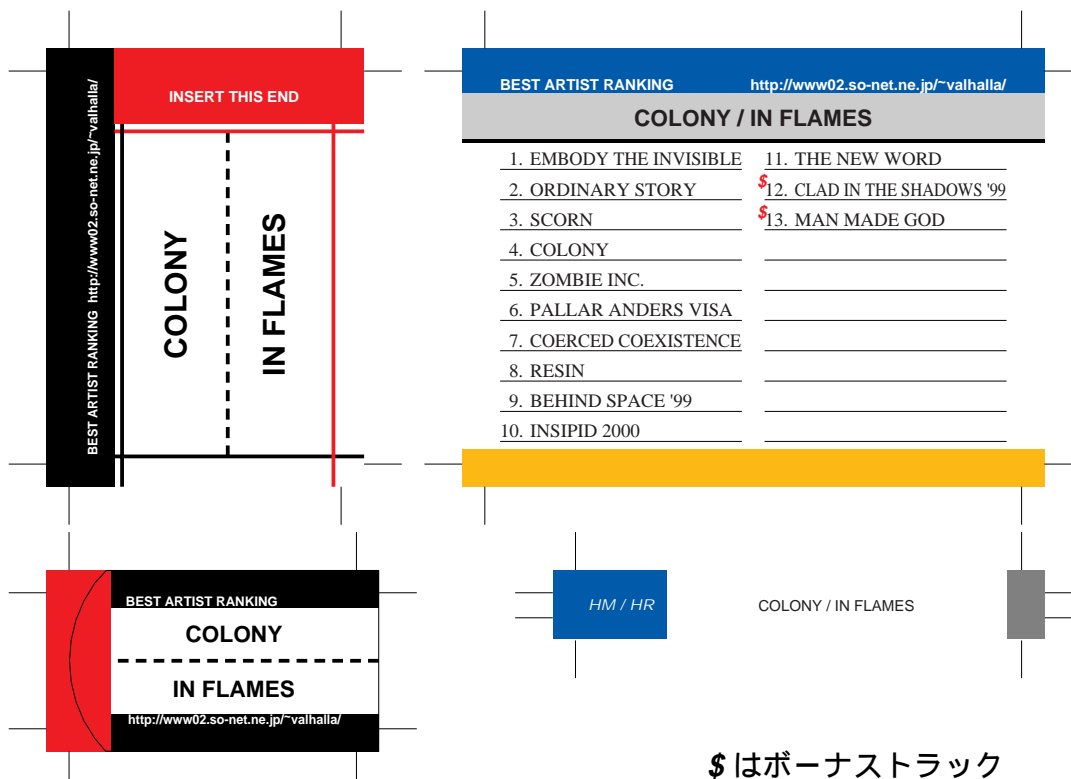 INSERT THIS END
BEST ARTIST RANKING http://www02.so-net.ne.jp/~valhalla/
COLONY
IN FLAMES
BEST ARTIST RANKING http://www02.so-net.ne.jp/~valhalla/
COLONY / IN FLAMES
1. EMBODY THE INVISIBLE
2. ORDINARY STORY
3. SCORN
4. COLONY
5. ZOMBIE INC.
6. PALLAR ANDERS VISA
7. COERCED COEXISTENCE
8. RESIN
9. BEHIND SPACE '99
10. INSIPID 2000
11. THE NEW WORD
$12. CLAD IN THE SHADOWS '99
$13. MAN MADE GOD
BEST ARTIST RANKING
COLONY
IN FLAMES
http://www02.so-net.ne.jp/~valhalla/
HM / HR
COLONY / IN FLAMES
$ はボーナストラック